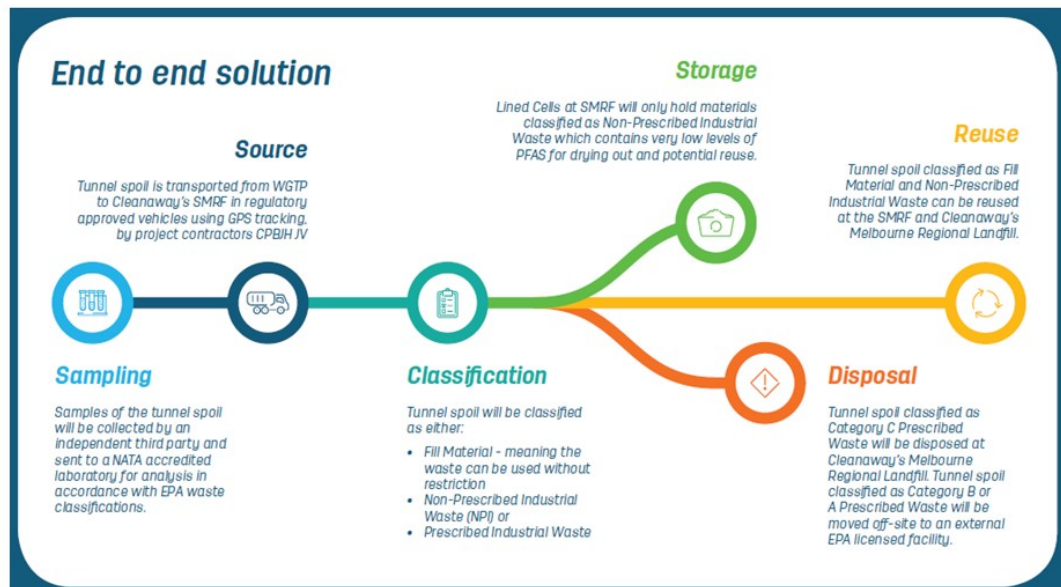 End to end solution
Source
Tunnel spoil is transported from WGTP
to Cleanaway's SMRF in regulatory
approved vehicles using GPS tracking,
by project contractors CPBJH JV
Storage
Lined Cells at SMRF will only hold materials
classified as Non-Prescribed Industrial
Waste which contains very low levels of
PFAS for drying out and potential reuse.
Reuse
Tunnel spoil classified as Fill
Material and Non-Prescribed
Industrial Waste can be reused
at the SMRF and Cleanaway's
Melbourne Regional Landfill.
Sampling
Samples of the tunnel spoil
will be collected by an
independent third party and
sent to a NATA accredited
laboratory for analysis in
accordance with EPA waste
classifications.
Classification
Tunnel spoil will be classified
as either:
• Fill Material - meaning the
waste can be used without
restriction
• Non-Prescribed Industrial
Waste (NPI) or
• Prescribed Industrial Waste
Disposal
Tunnel spoil classified as
Category C Prescribed
Waste will be disposed at
Cleanaway's Melbourne
Regional Landfill. Tunnel spoil
classified as Category B or
A Prescribed Waste will be
moved off-site to an external
EPA licensed facility.